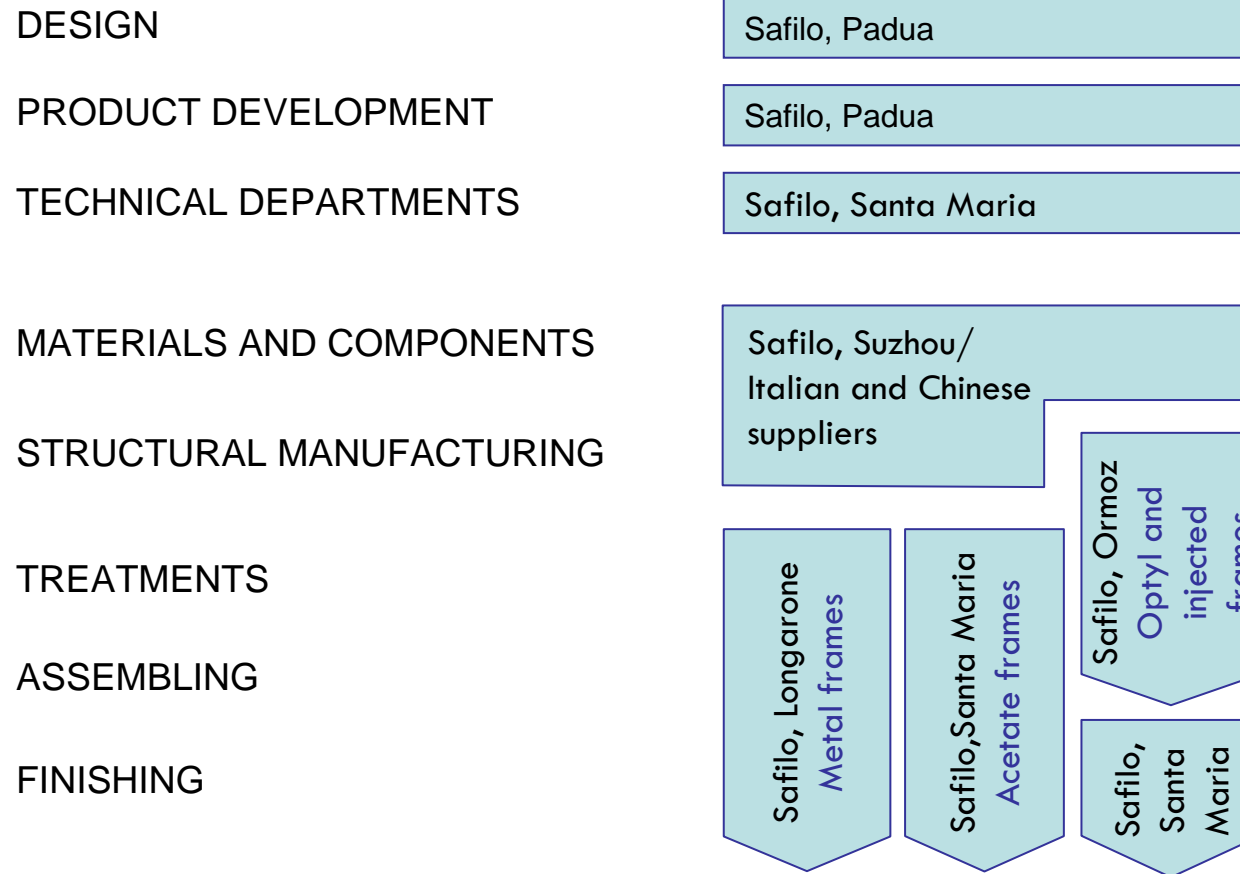 DESIGN
Safilo, Padua
PRODUCT DEVELOPMENT
Safilo, Padua
TECHNICAL DEPARTMENTS
Safilo, Santa Maria
MATERIALS AND COMPONENTS
Safilo, Suzhou/
Italian and Chinese
suppliers
STRUCTURAL MANUFACTURING
TREATMENTS
ASSEMBLING
FINISHING
Safilo, Longarone
Metal frames
Safilo,Santa Maria
Acetate frames
Safilo, Ormoz
Optyl and
injected
frames
Safilo,
Santa
Maria